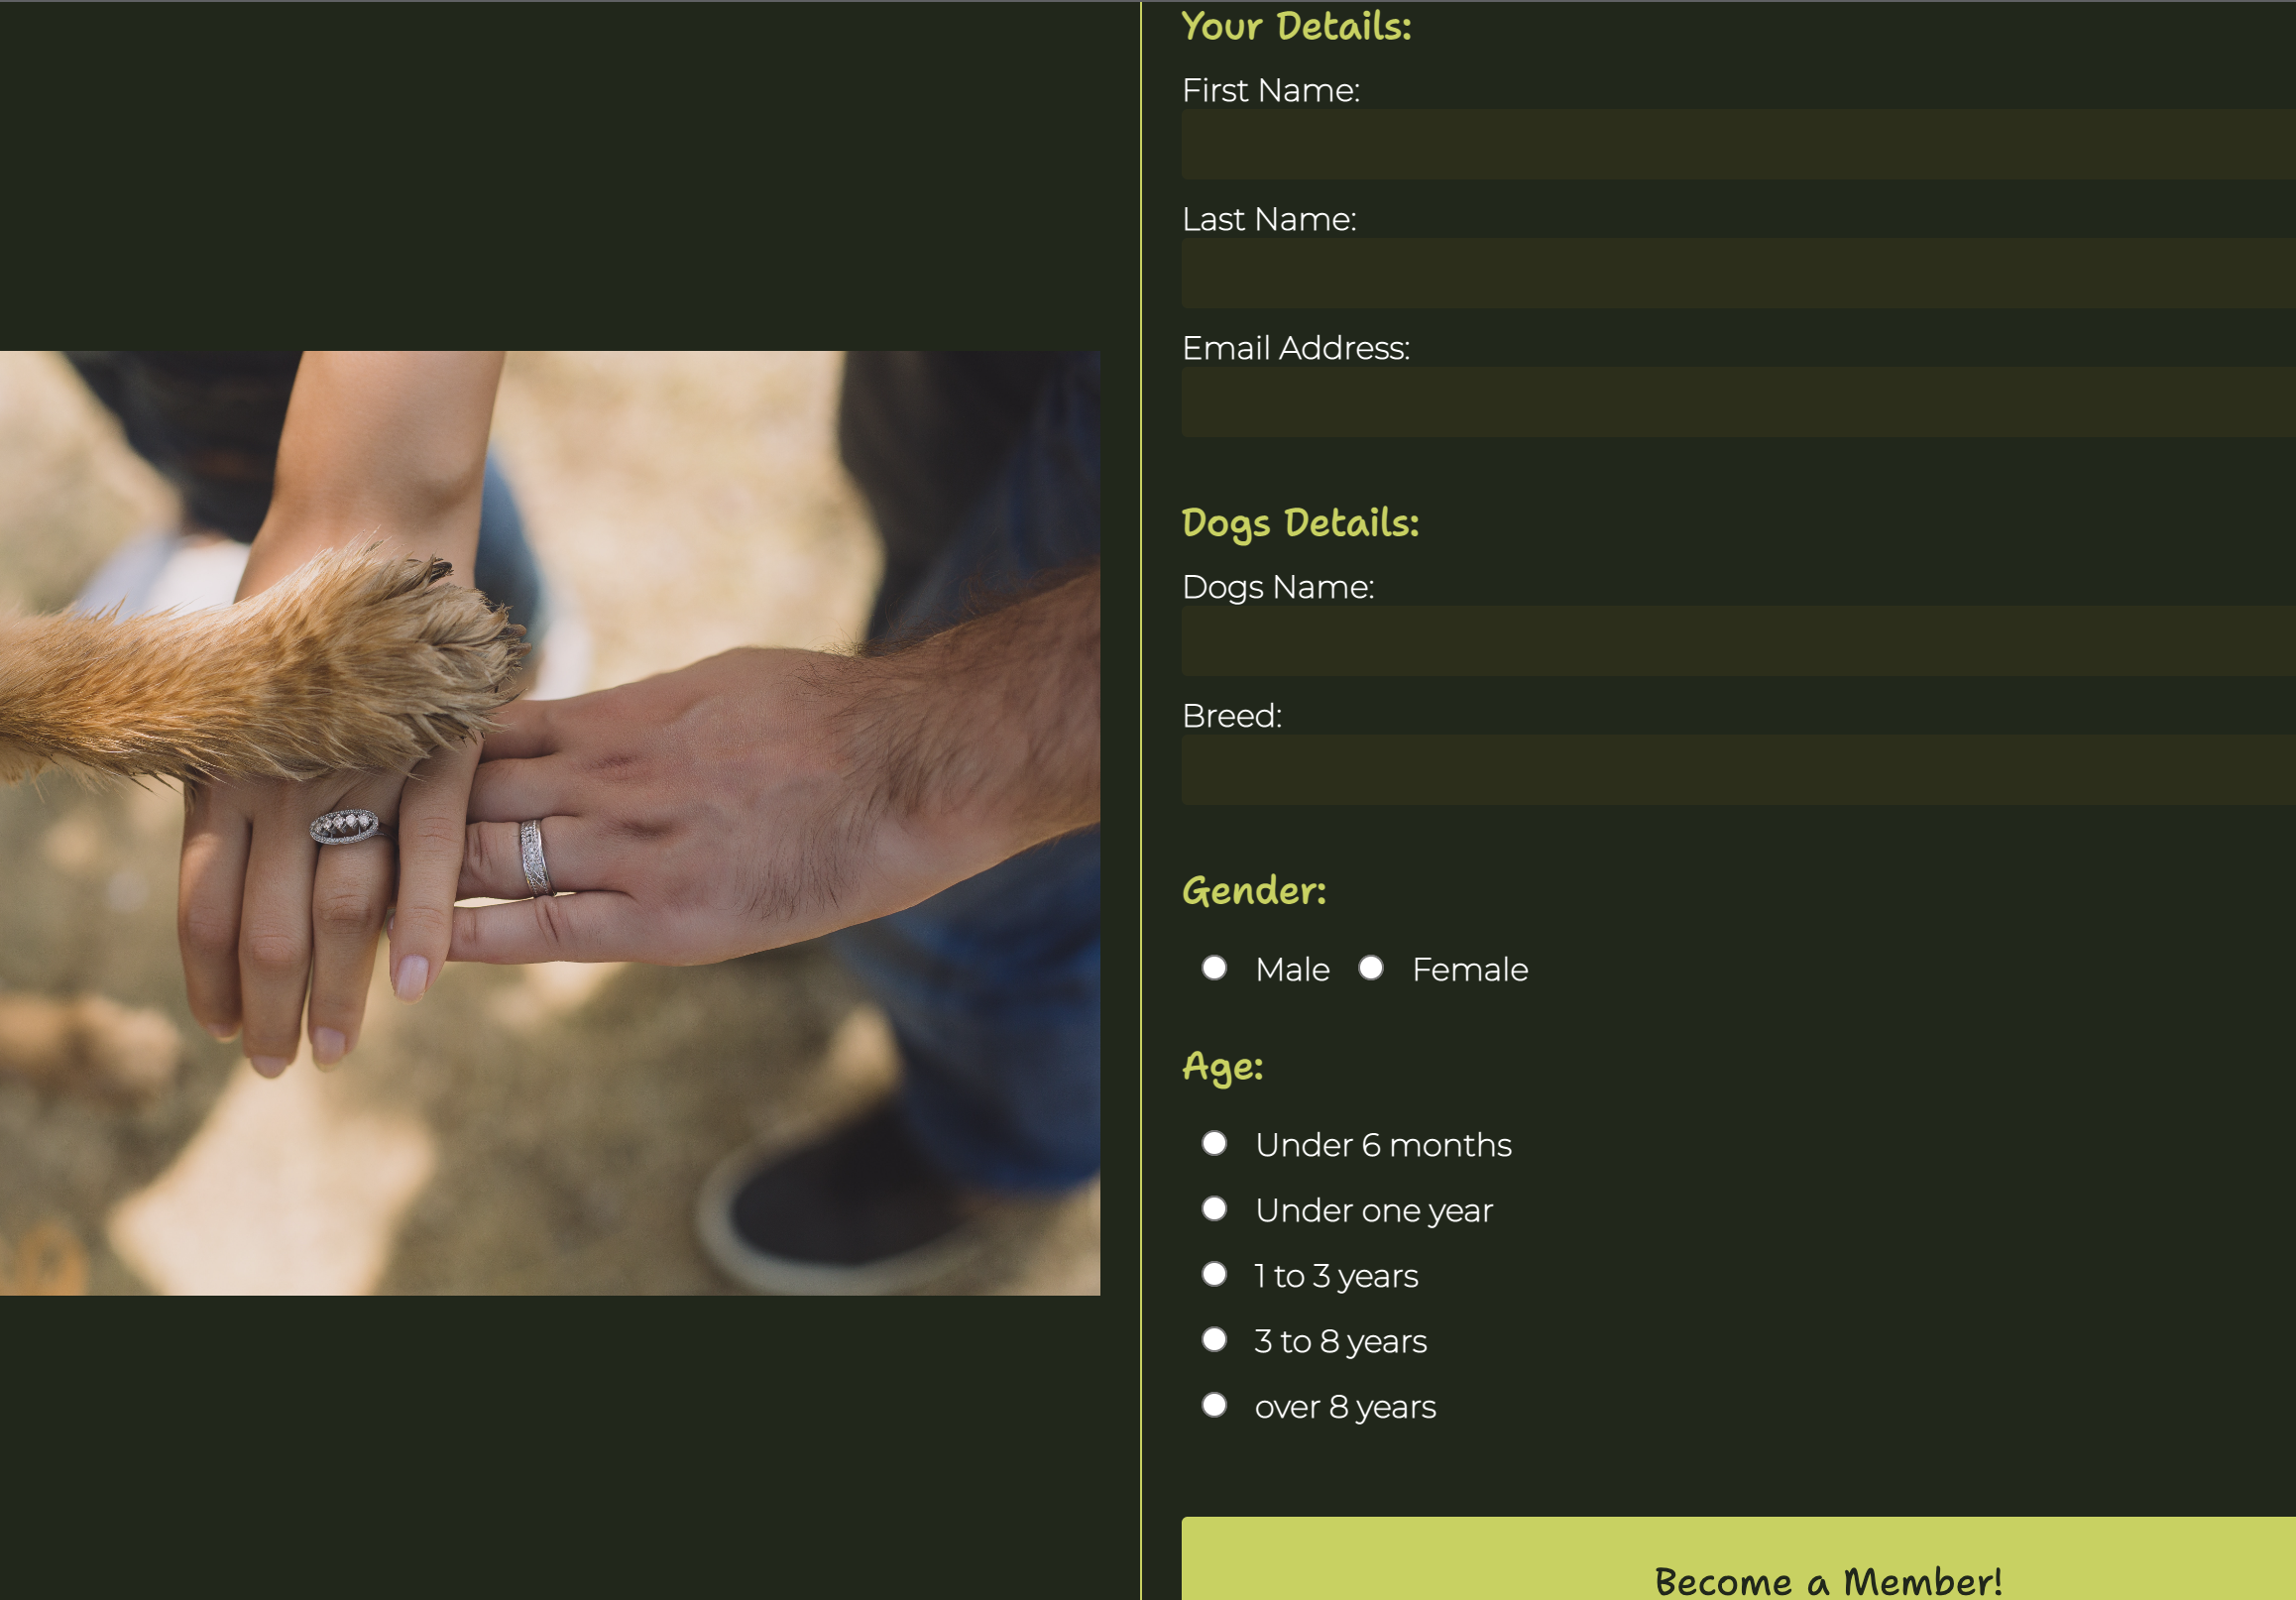 Your Details:
First Name:
Last Name:
Email Address:
Dogs Details:
Dogs Name:
Breed:
Gender:
Male Female
Age:
Under 6 months
Under one year
1 to 3 years
3 to 8 years
over 8 years
Become a Member!